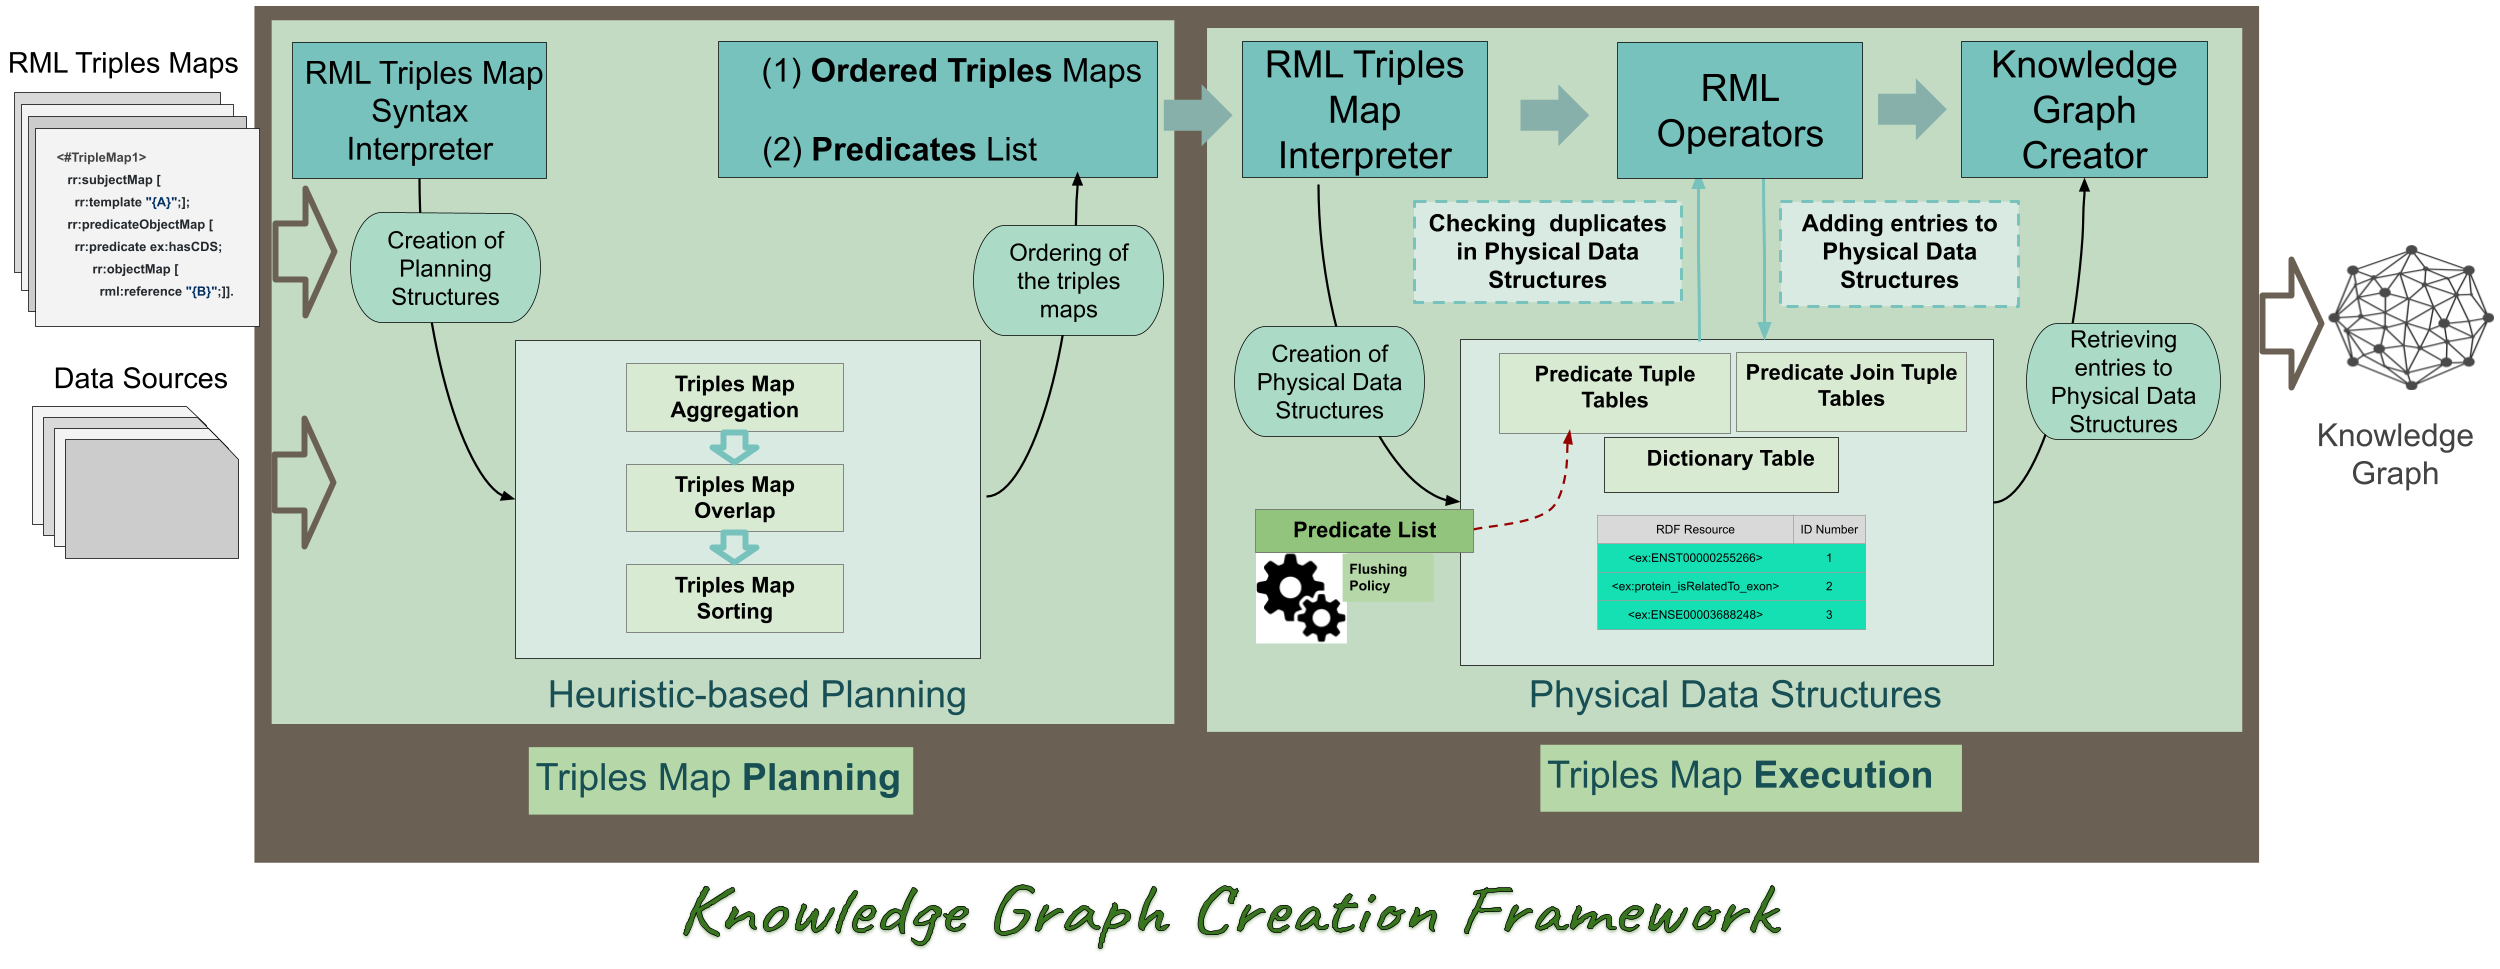 RML Triples Maps
<#TripleMap1>
rr:subjectMap [
rr:template "{A}";];
rr:predicateObjectMap [
rr:predicate ex:hasCDS;
rr:objectMap [
rml:reference "{B}";]].
Data Sources
RML Triples Map
Syntax
Interpreter
(1) Ordered Triples Maps
(2) Predicates List
Creation of
Planning
Structures
Ordering of
the triples
maps
Triples Map
Aggregation
Triples Map
Overlap
Triples Map
Sorting
Heuristic-based Planning
Triples Map Planning
RML Triples
Map
Interpreter
RML
Operators
Knowledge
Graph
Creator
Checking  duplicates
in Physical Data
Structures
Adding entries to
Physical Data
Structures
Creation of
Physical Data
Structures
Retrieving
entries to
Physical Data
Structures
Predicate Tuple
Tables
Predicate Join Tuple
Tables
Dictionary Table
Predicate List
Flushing
Policy
RDF Resource ID Number
<ex:ENST00000255266> 1
<ex:protein_isRelatedTo_exon> 2
<ex:ENSE00003688248> 3
Physical Data Structures
Triples Map Execution
Knowledge
Graph
Knowledge Graph Creation Framework